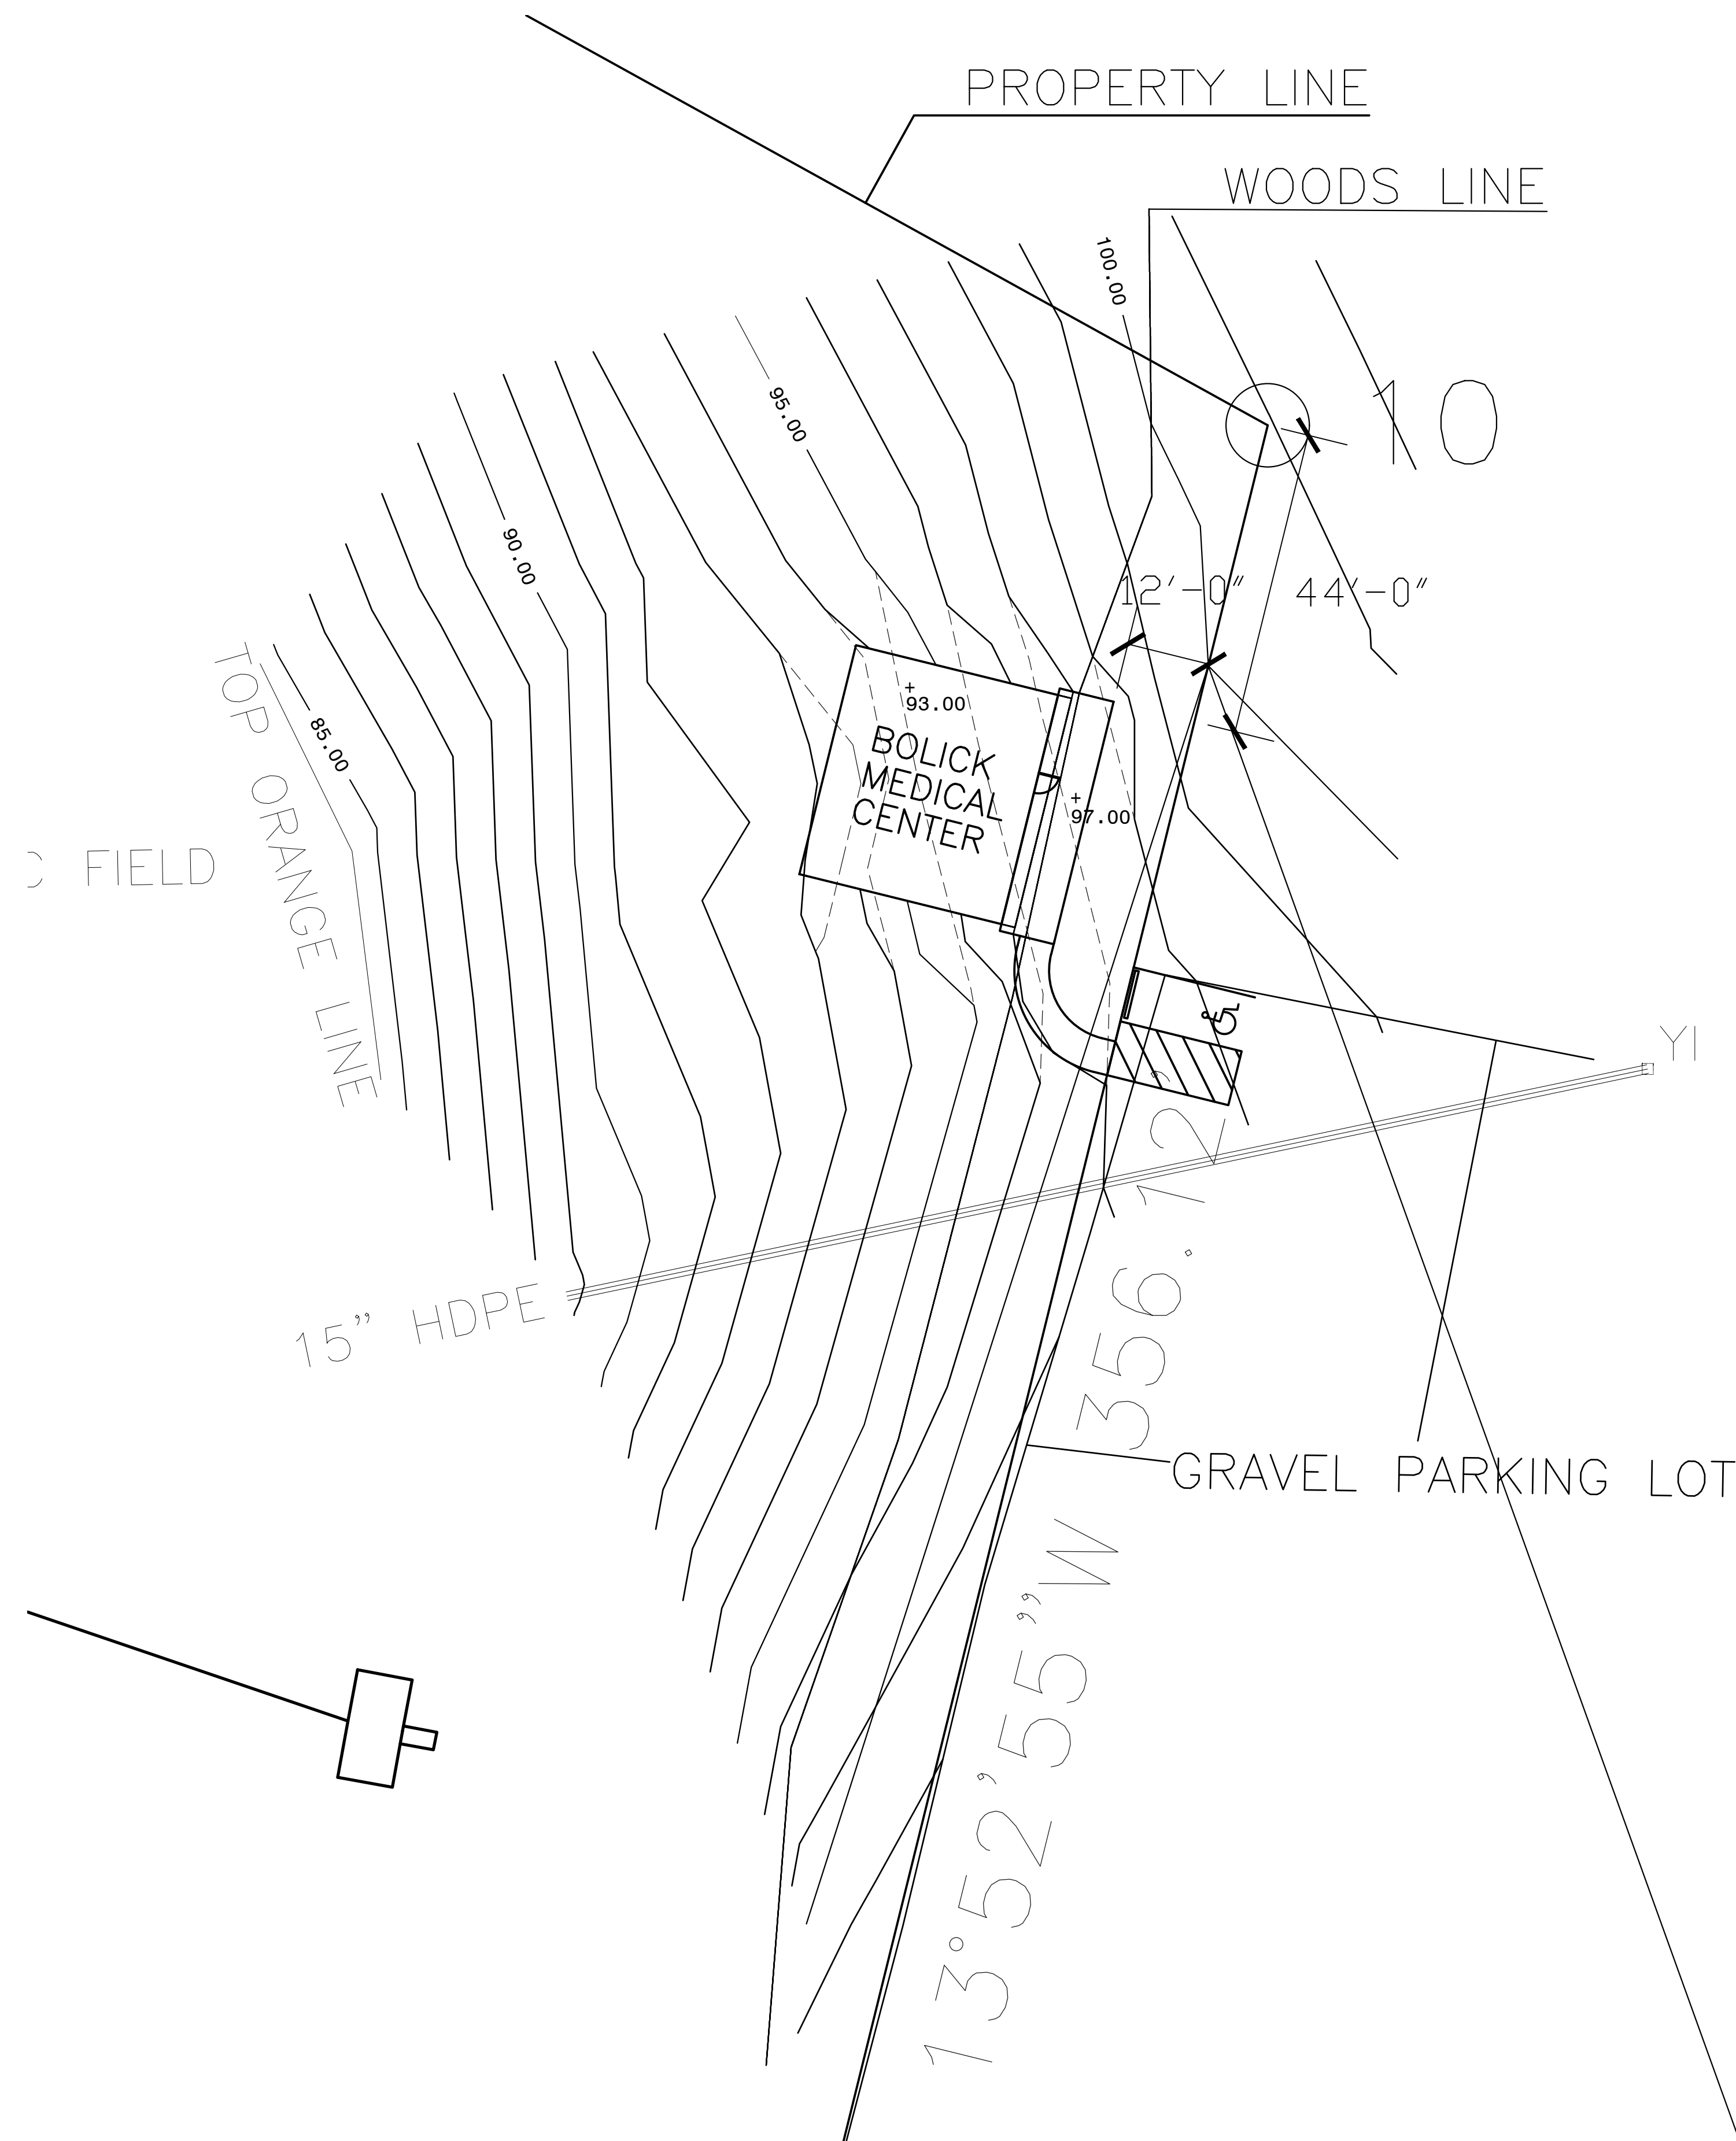 PROPERTY LINE
WOODS LINE
100.00
10
95.00
90.00
12'-0"
44'-0"
85.00
TOP ORANGE LINE
93.00
BOLICK
MEDICAL
CENTER
97.00
FIELD
15" HDPE
GRAVEL PARKING LOT
13°52'55"W 356.12'
YI